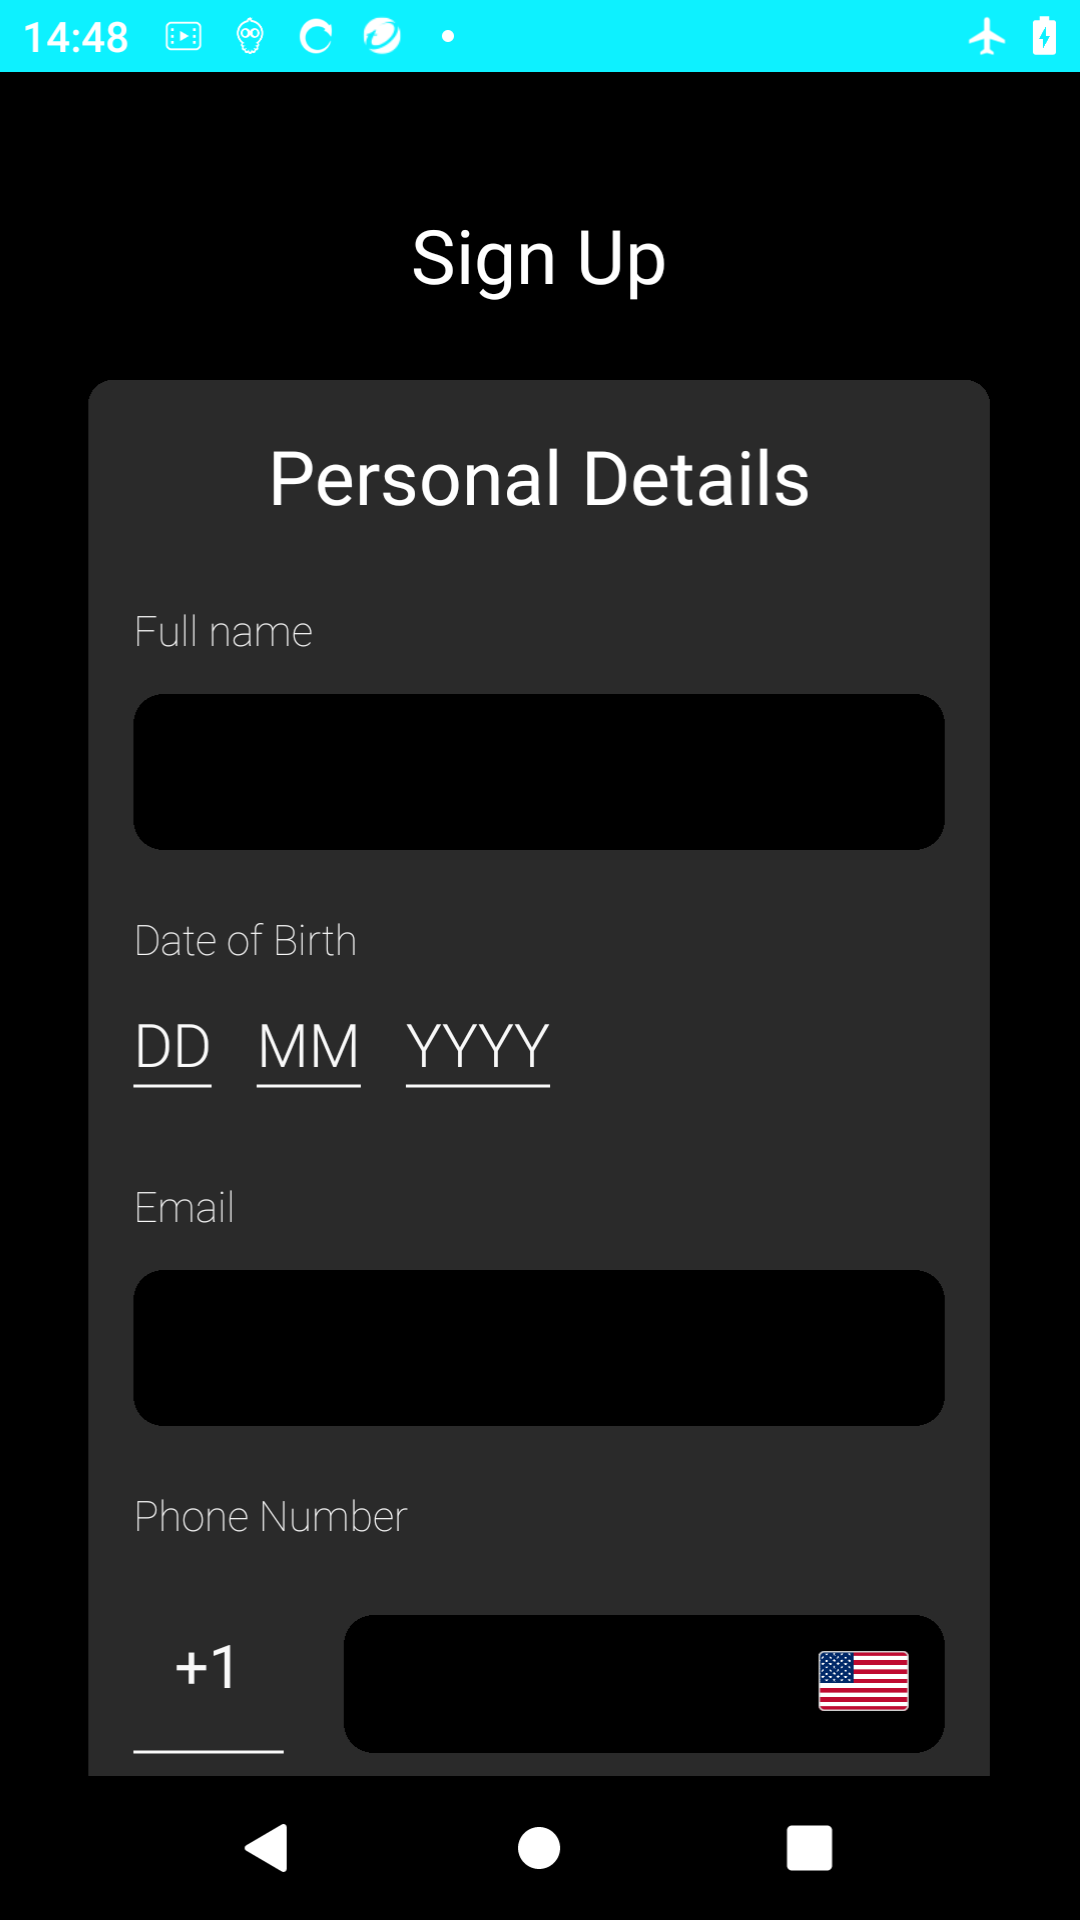 14:48
Sign Up
Personal Details
Full name
Date of Birth
DD MM YYYY
Email
Phone Number
+1